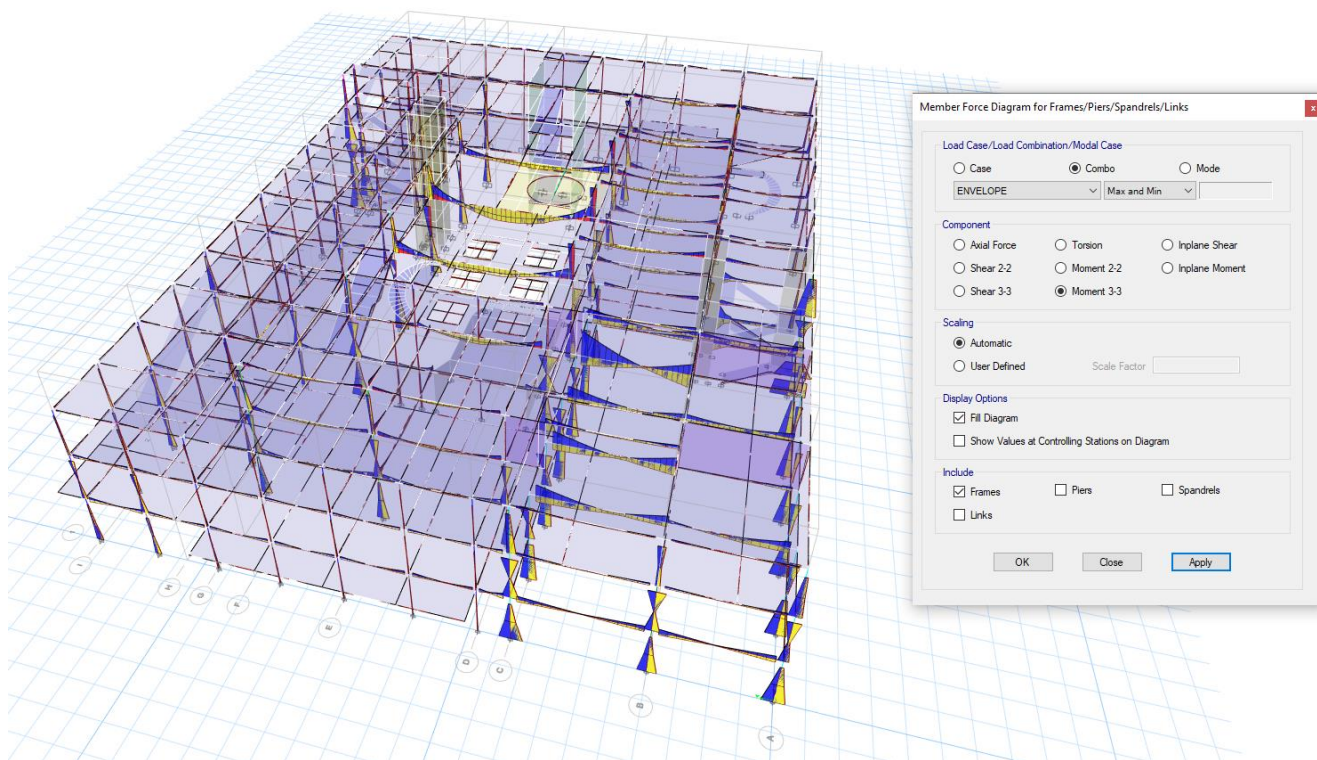 Member Force Diagram for Frames/Piers/Spandrels/Links
x
Load Case/Load Combination/Modal Case
Case Combo Mode
ENVELOPE Max and Min
Component
Axial Force Torsion Inplane Shear
Shear 2-2 Moment 2-2 Inplane Moment
Shear 3-3 Moment 3-3
Scaling
Automatic
User Defined Scale Factor
Display Options
Fill Diagram
Show Values at Controlling Stations on Diagram
Include
Frames Piers Spandrels
Links
OK Close Apply
I
H
G
F
E
D
C
B
A